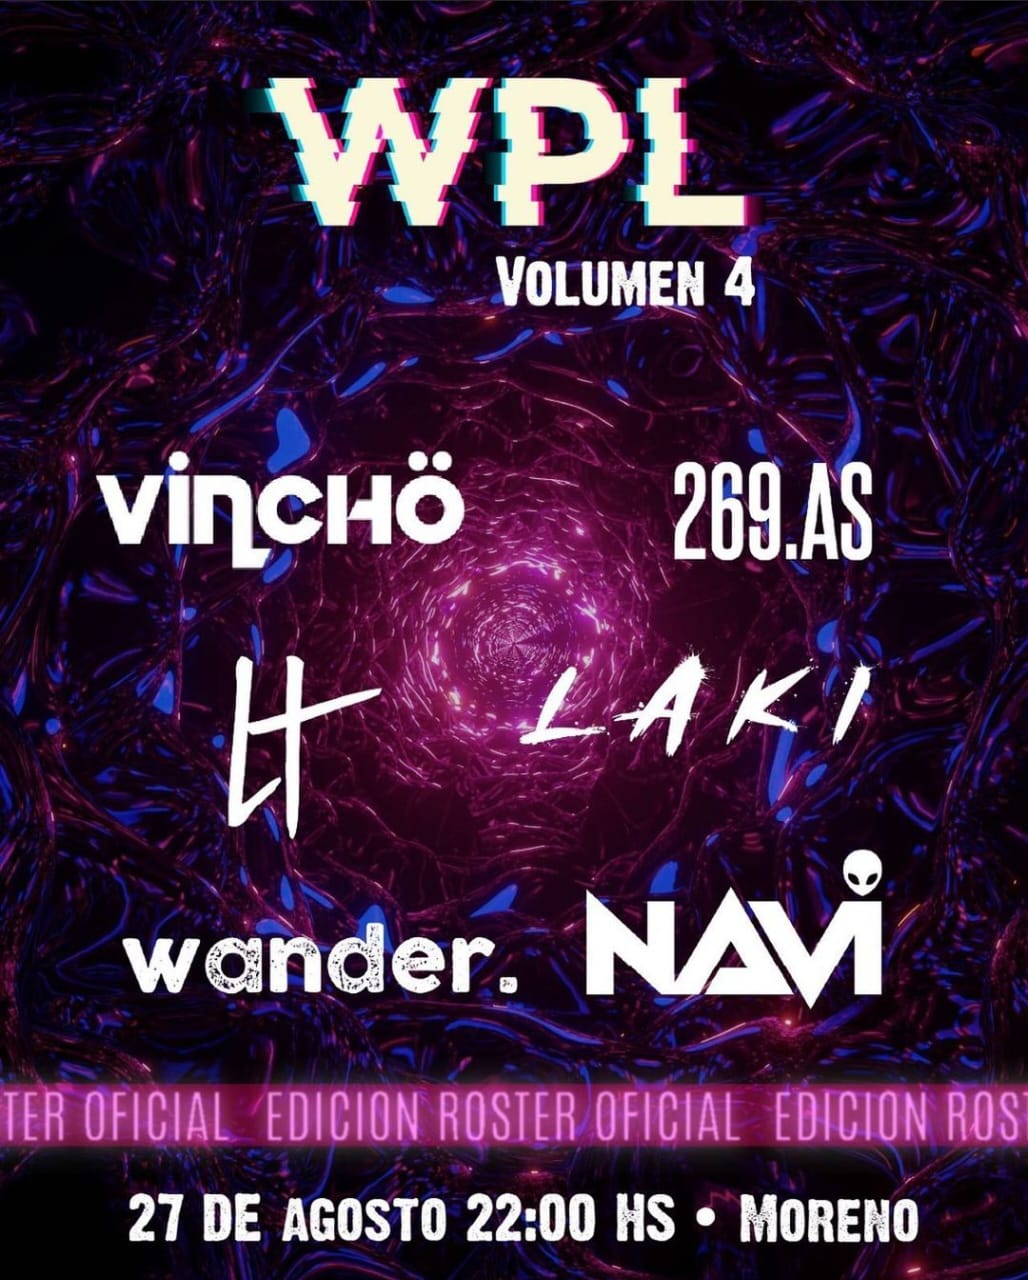 WPL
VOLUMEN 4
VINCHÖ
269.AS
LT
LAKI
wander.
NAVI
TER OFICIAL EDICION ROSTER OFICIAL EDICION ROST
27 DE AGOSTO 22:00 HS • MORENO